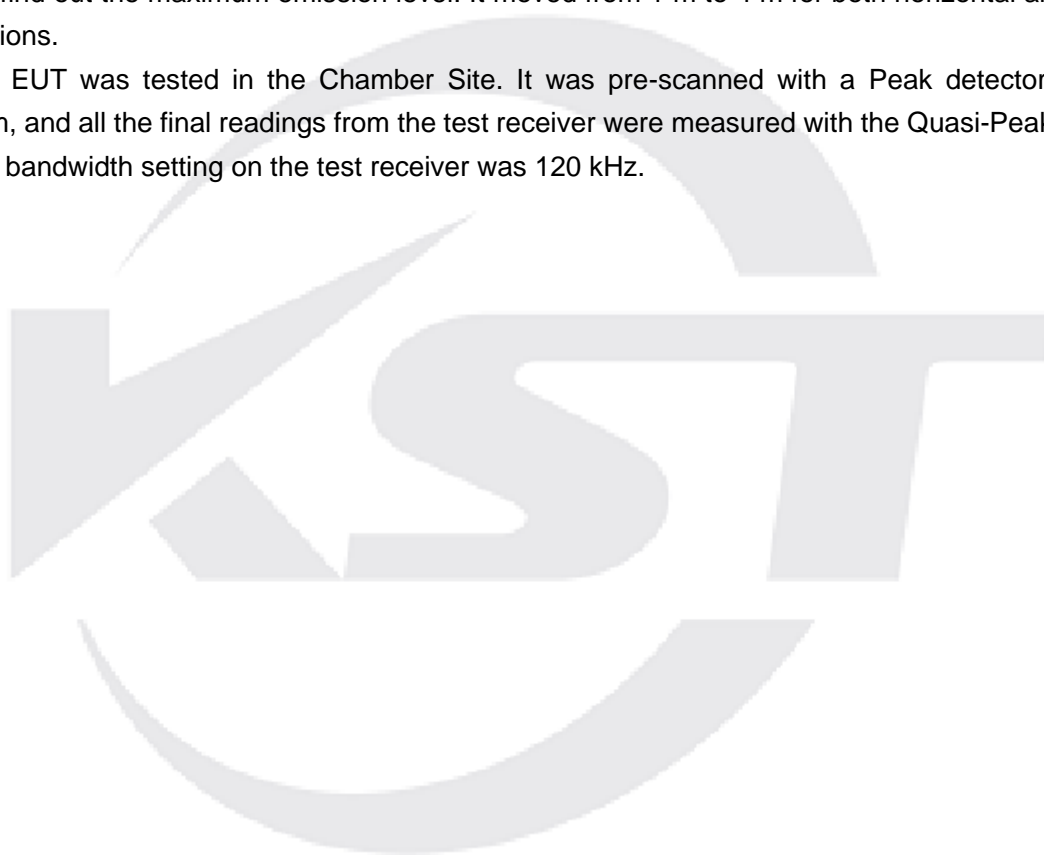 find out the maximum emission level. It moved from 1 m to 4 m for both horizontal
ions.
EUT was tested in the Chamber Site. It was pre-scanned with a Peak detector
, and all the final readings from the test receiver were measured with the Quasi-Peak
bandwidth setting on the test receiver was 120 kHz.
KST